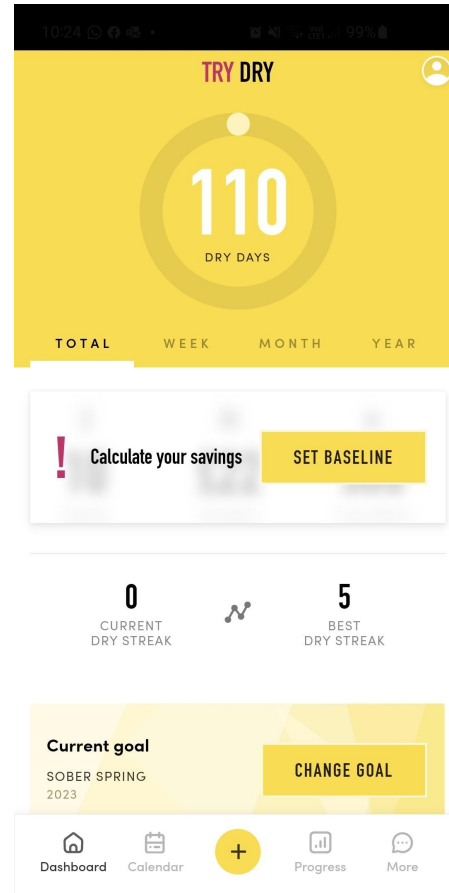 10:24
99%
TRY DRY
110
DRY DAYS
TOTAL WEEK MONTH YEAR
! Calculate your savings SET BASELINE
0 5
CURRENT BEST
DRY STREAK DRY STREAK
Current goal
SOBER SPRING
2023
CHANGE GOAL
Dashboard Calendar + Progress More